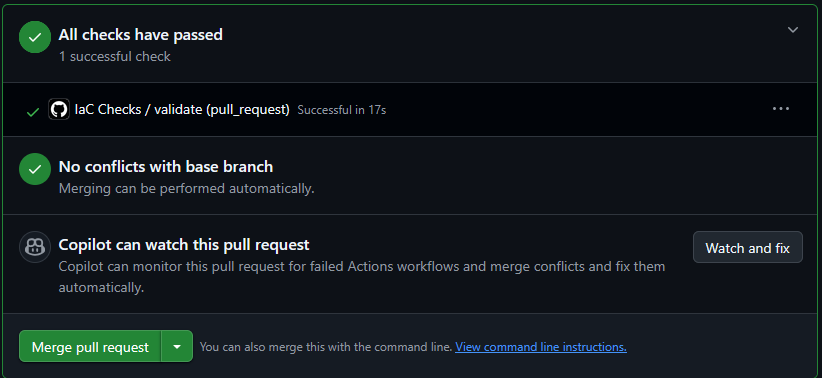 All checks have passed
1 successful check
IaC Checks / validate (pull_request) Successful in 17s
No conflicts with base branch
Merging can be performed automatically.
Copilot can watch this pull request
Watch and fix
Copilot can monitor this pull request for failed Actions workflows and merge conflicts and fix them
automatically.
Merge pull request
You can also merge this with the command line. View command line instructions.